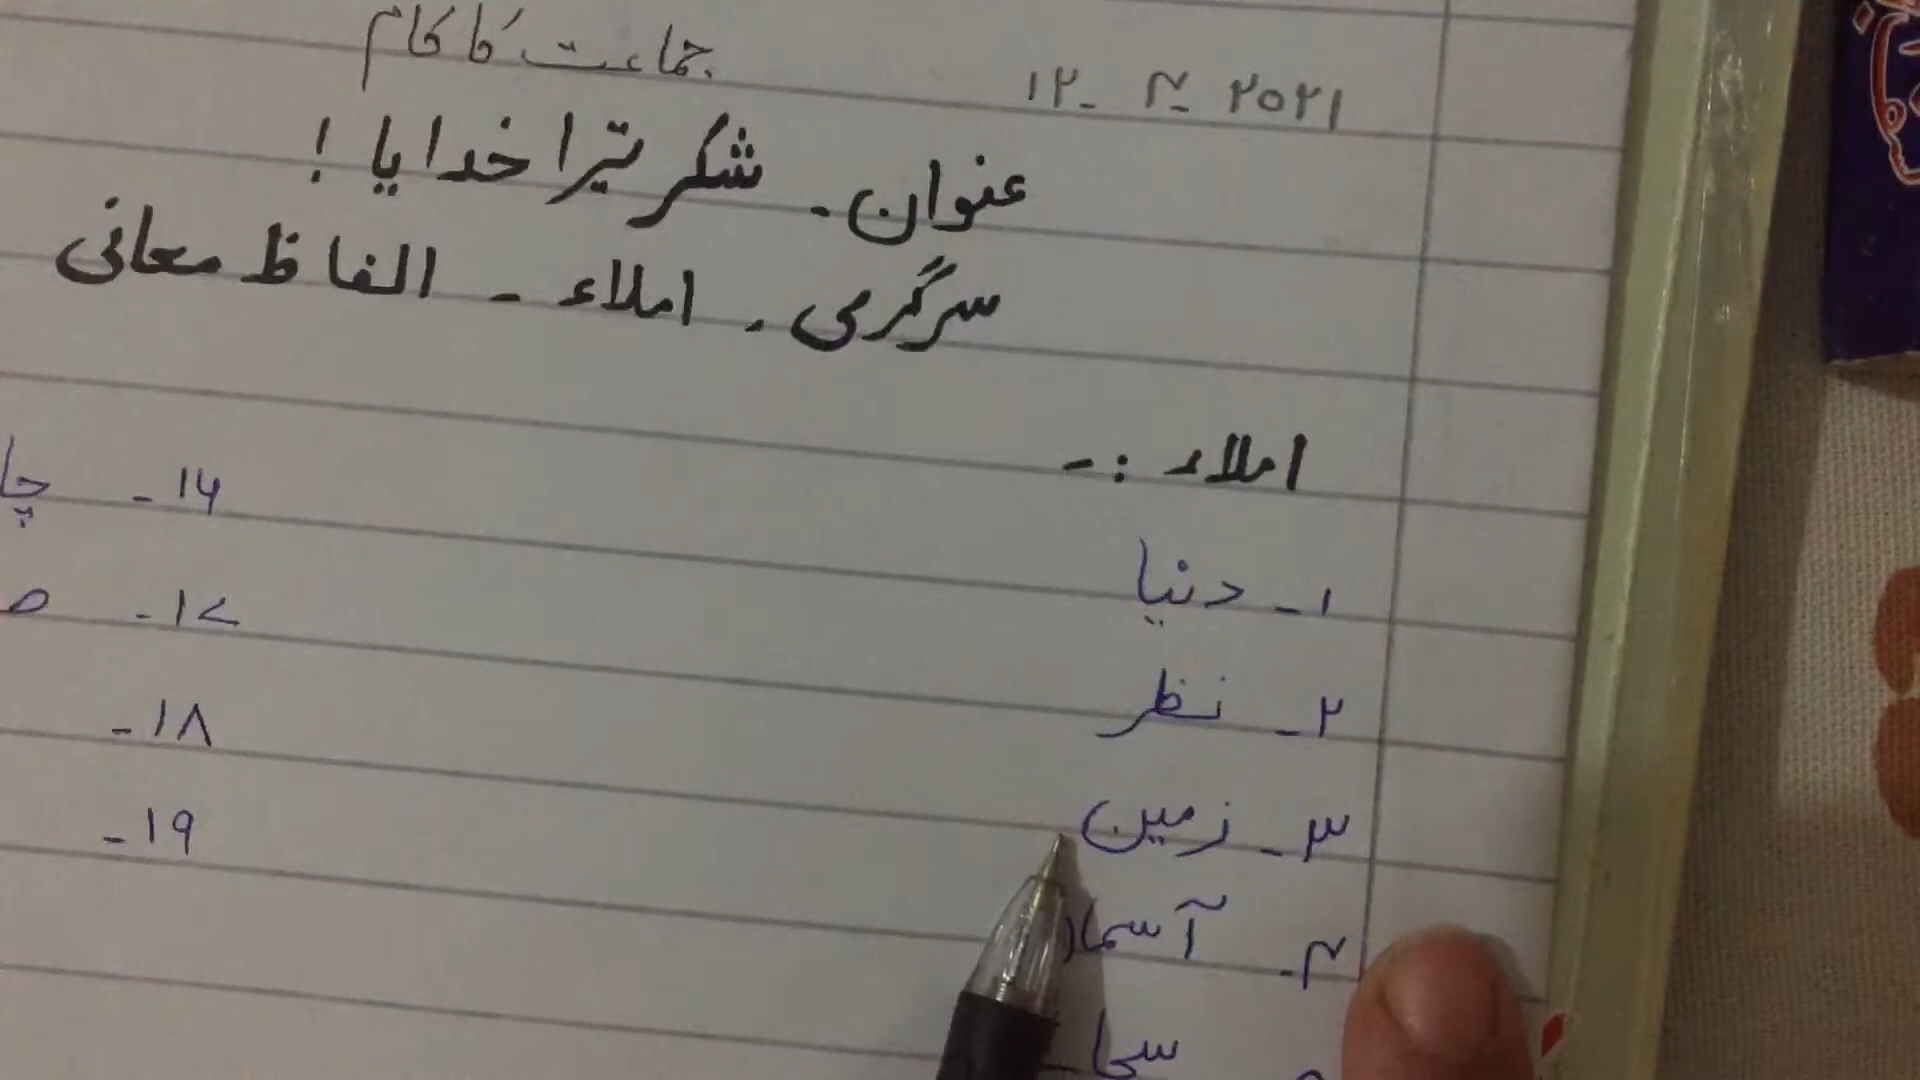 جماعت کا کام
۱۲- ۴- ۲۰۲۱
عنوان ۔ شکر تیرا خدایا !
سرگرمی ۔ املاء ۔ الفاظ معانی
املاء :-
۱- دنیا
۲- نظر
۳- زمین
۴-
۱۶-
۱۷-
۱۸-
۱۹-